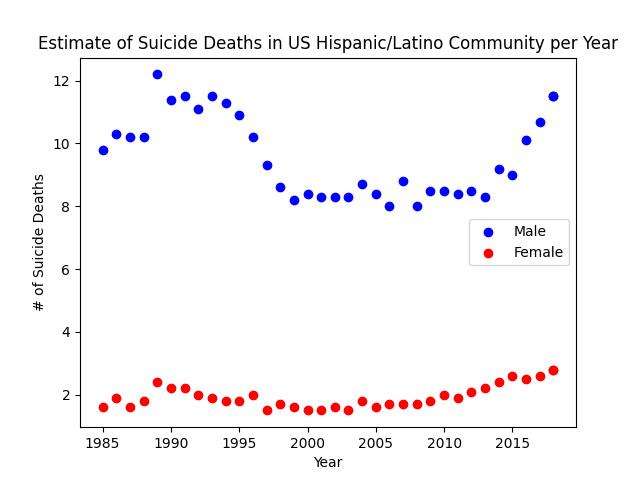 Estimate of Suicide Deaths in US Hispanic/Latino Community per Year
12
10
8
6
4
2
# of Suicide Deaths
Male
Female
1985 1990 1995 2000 2005 2010 2015
Year